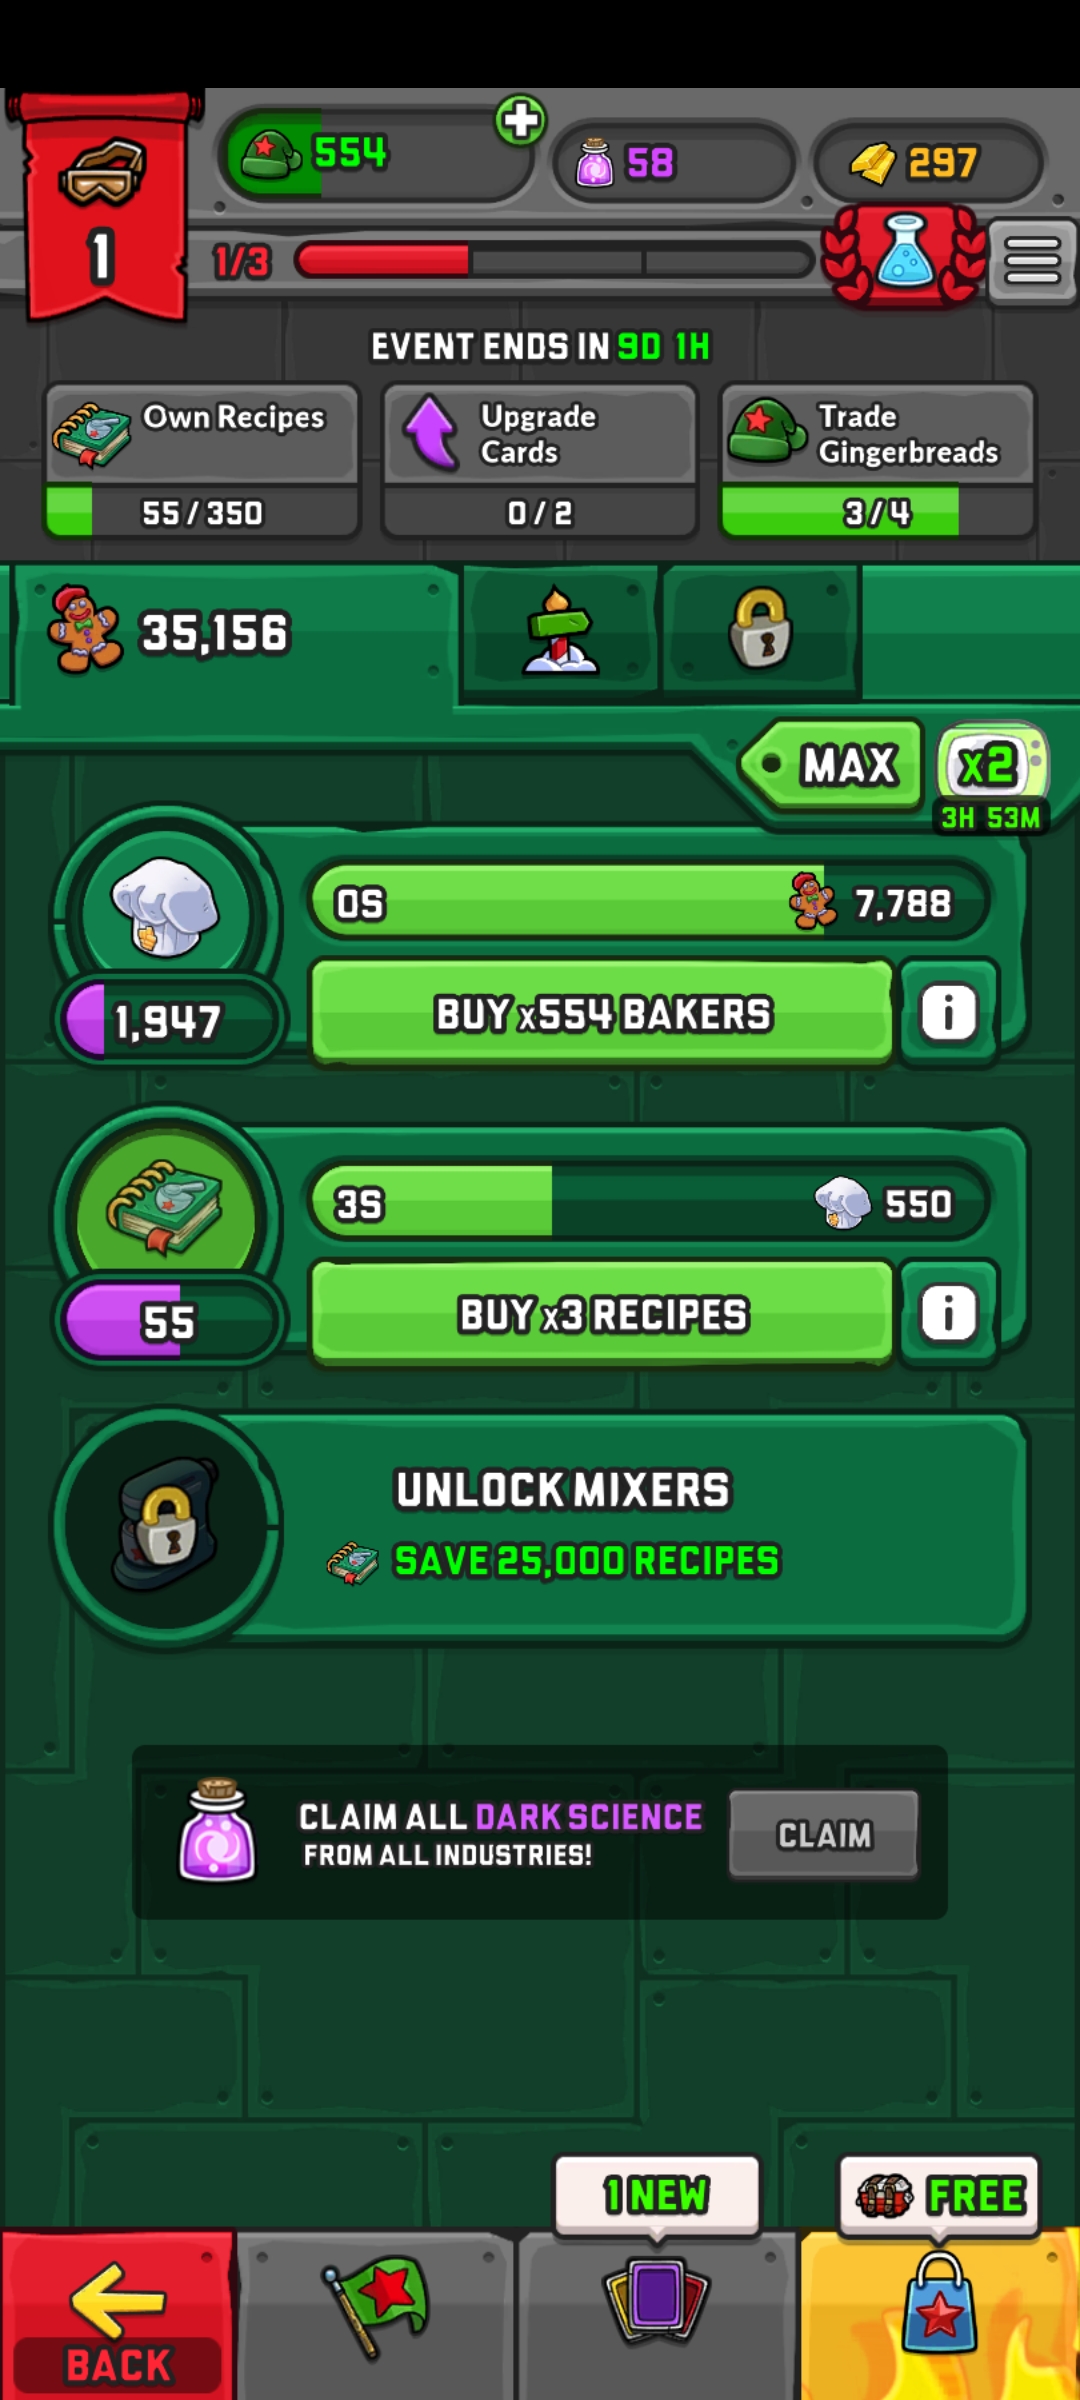 554
58
297
1
1/3
EVENT ENDS IN 9D 1H
Own Recipes
55/350
Upgrade
Cards
0/2
Trade
Gingerbreads
3/4
35,156
MAX
x2
3H 53M
0S
7,788
1,947
BUY x554 BAKERS
i
3S
550
55
BUY x3 RECIPES
i
UNLOCK MIXERS
SAVE 25,000 RECIPES
CLAIM ALL DARK SCIENCE
FROM ALL INDUSTRIES!
CLAIM
1 NEW
FREE
BACK